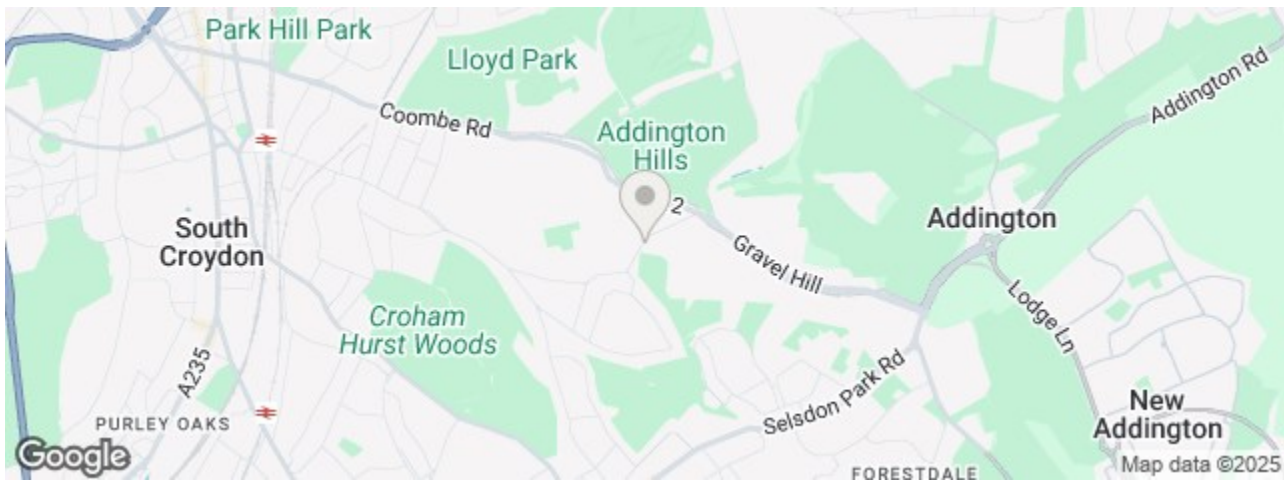 Park Hill Park
Lloyd Park
Addington Rd
Coombe Rd
Addington
Hills
2
South
Croydon
Addington
Gravel Hill
Lodge Ln
Croham
Hurst Woods
A235
Selsdon Park Rd
PURLEY OAKS
New
Addington
FORESTDALE
Google
Map data ©2025